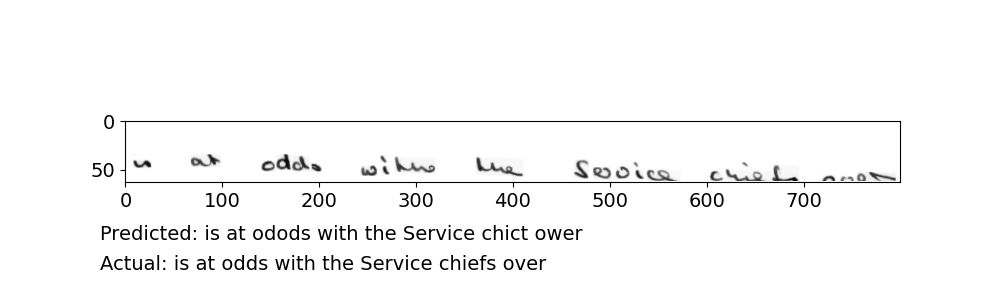 0
is at odds with the Service chiefs over
50
0 100 200 300 400 500 600 700
Predicted: is at odods with the Service chict ower
Actual: is at odds with the Service chiefs over